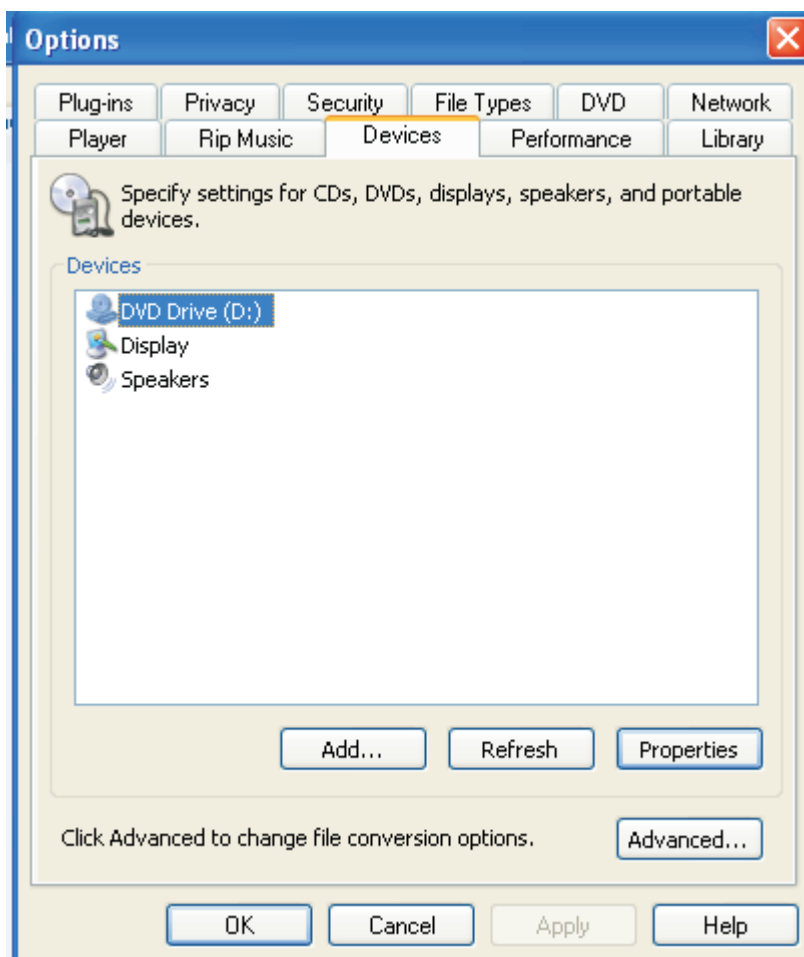 Options
Plug-ins Privacy Security File Types DVD Network
Player Rip Music Devices Performance Library
Specify settings for CDs, DVDs, displays, speakers, and portable
devices.
Devices
DVD Drive (D:)
Display
Speakers
Add... Refresh Properties
Click Advanced to change file conversion options. Advanced...
OK Cancel Apply Help